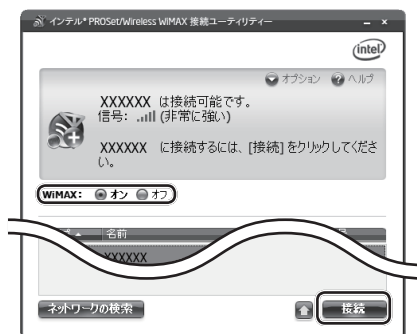 インテル® PROSet/Wireless WiMAX 接続ユーティリティー
intel
オプション ヘルプ
XXXXXX は接続可能です。
信号: (非常に強い)
XXXXXX に接続するには、[接続] をクリックしてくださ
い。
WiMAX: オン オフ
名前
XXXXXX
ネットワークの検索 接続